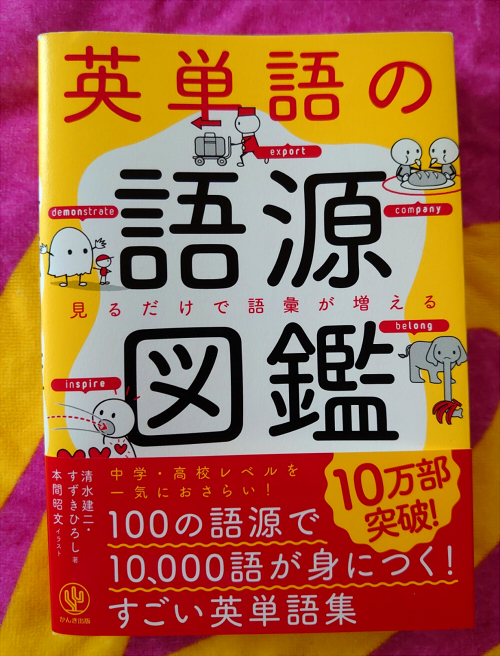 英単語の
語源
図鑑
見るだけで語彙が増える
export
demonstrate
company
belong
inspire
清水建二・
すずきひろし 著
本間昭文 イラスト
中学・高校レベルを
一気におさらい!
10万部
突破!
100の語源で
10,000語が身につく!
すごい英単語集
かんき出版